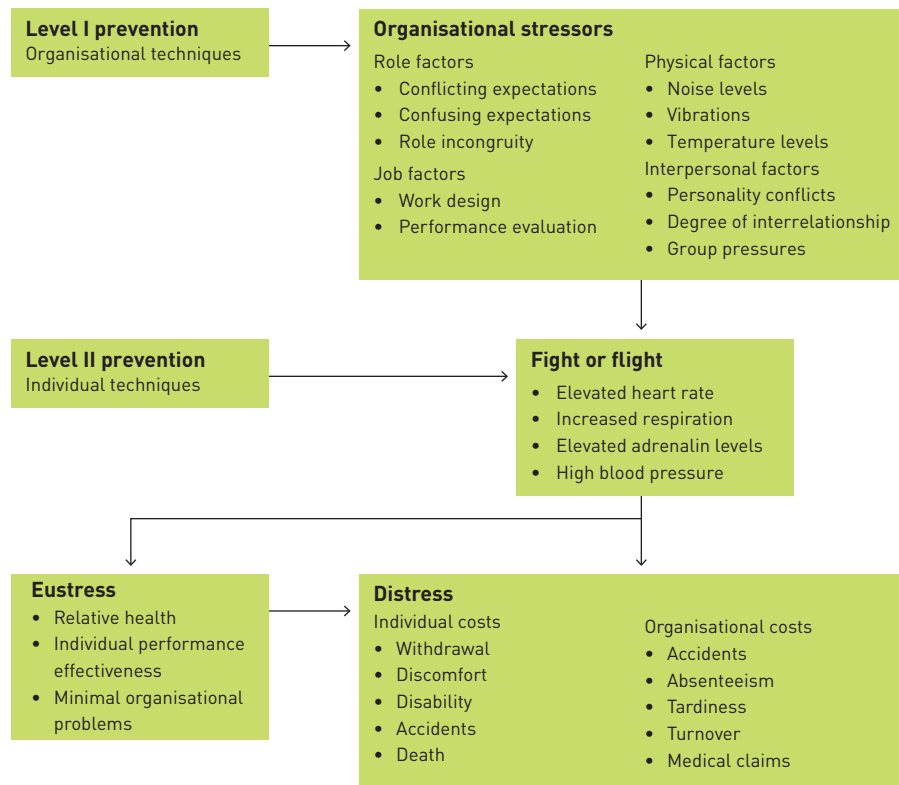 Level I prevention
Organisational techniques
Organisational stressors
Role factors
• Conflicting expectations
• Confusing expectations
• Role incongruity
Job factors
• Work design
• Performance evaluation
Physical factors
• Noise levels
• Vibrations
• Temperature levels
Interpersonal factors
• Personality conflicts
• Degree of interrelationship
• Group pressures
Level II prevention
Individual techniques
Fight or flight
• Elevated heart rate
• Increased respiration
• Elevated adrenalin levels
• High blood pressure
Eustress
• Relative health
• Individual performance
effectiveness
• Minimal organisational
problems
Distress
Individual costs
• Withdrawal
• Discomfort
• Disability
• Accidents
• Death
Organisational costs
• Accidents
• Absenteeism
• Tardiness
• Turnover
• Medical claims